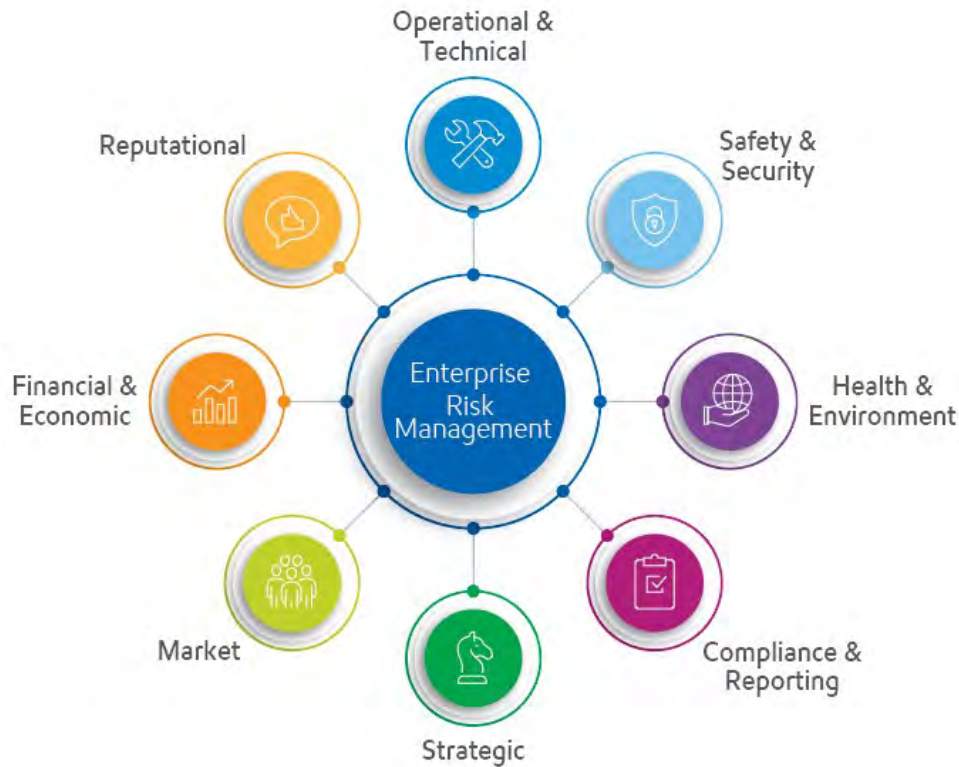 Operational &
Technical
Safety &
Security
Health &
Environment
Compliance &
Reporting
Strategic
Market
Financial &
Economic
Reputational
Enterprise
Risk
Management